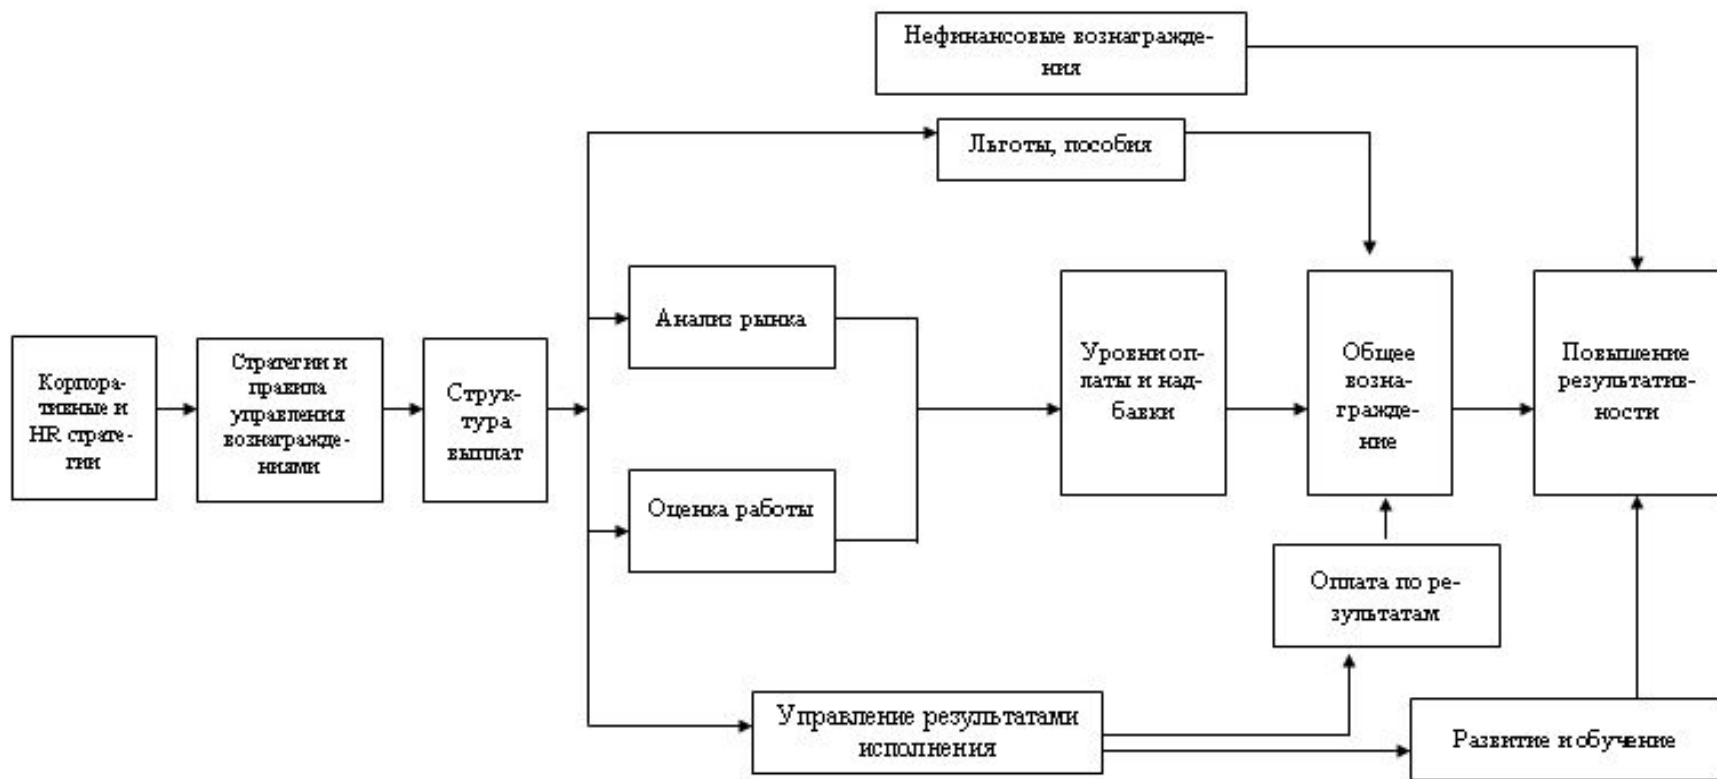 Нефинансовые вознагражде-
ния
Льготы, пособия
Анализ рынка
Корпора-
тивные и
HR страте-
гии
Стратегии и
правила
управления
вознагражде-
ниями
Струк-
тура
выплат
Оценка работы
Уровни оп-
латы и над-
бавки
Общее
возна-
гражде-
ние
Повышение
результатив-
ности
Оплата по ре-
зультатам
Управление результатами
исполнения
Развитие и обучение